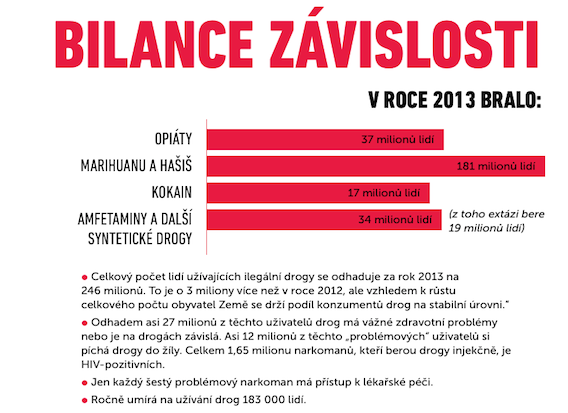 BILANCE ZÁVISLOSTI
V ROCE 2013 BRALO:
OPIÁTY
37 milionů lidí
MARIHUANU A HAŠIŠ
181 milionů lidí
KOKAIN
17 milionů lidí
AMFETAMINY A DALŠÍ
SYNTETICKÉ DROGY
34 milionů lidí
(z toho extázi bere
19 milionů lidí)
● Celkový počet lidí užívajících ilegální drogy se odhaduje za rok 2013 na
246 milionů. To je o 3 miliony více než v roce 2012, ale vzhledem k růstu
celkového počtu obyvatel Země se drží podíl konzumentů drog na stabilní úrovni."
● Odhadem asi 27 milionů z těchto uživatelů drog má vážné zdravotní problémy
nebo je na drogách závislá. Asi 12 milionů z těchto „problémových" uživatelů si
píchá drogy do žíly. Celkem 1,65 milionu narkomanů, kteří berou drogy injekčně, je
HIV-pozitivních.
● Jen každý šestý problémový narkoman má přístup k lékařské péči.
● Ročně umírá na užívání drog 183 000 lidí.